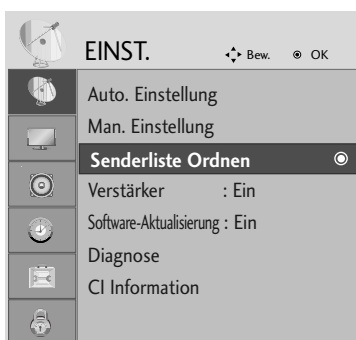 EINST. Bew. OK
Auto. Einstellung
Man. Einstellung
Senderliste Ordnen
Verstärker : Ein
Software-Aktualisierung : Ein
Diagnose
CI Information